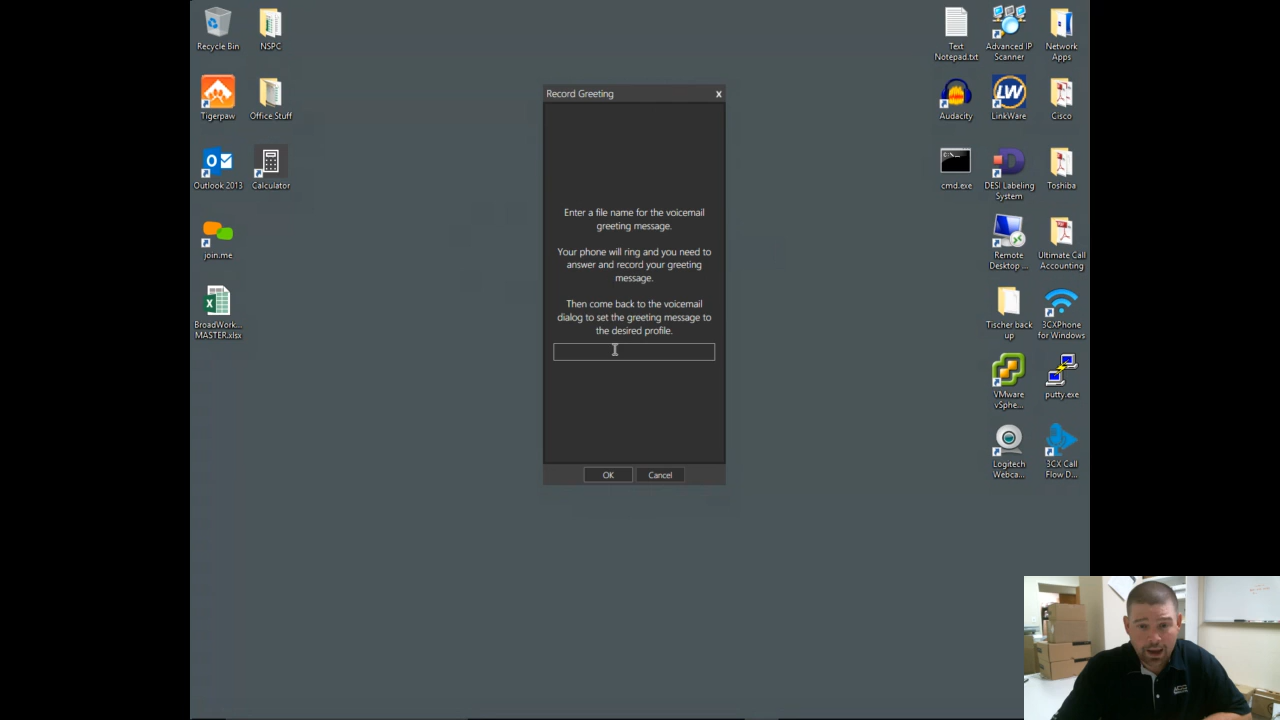 Recycle Bin
NSPC
Tigerpaw
Office Stuff
Outlook 2013
Calculator
join.me
BroadWork...
MASTER.xlsx
Record Greeting
x
Enter a file name for the voicemail
greeting message.
Your phone will ring and you need to
answer and record your greeting
message.
Then come back to the voicemail
dialog to set the greeting message to
the desired profile.
OK
Cancel
Text
Notepad.txt
Advanced IP
Scanner
Network
Apps
Audacity
LW
LinkWare
Cisco
cmd.exe
DESI Labeling
System
Toshiba
Remote
Desktop ...
Ultimate Call
Accounting
Tischer back
up
3CXPhone
for Windows
VMware
vSphe...
putty.exe
Logitech
Webca...
3CX Call
Flow D...